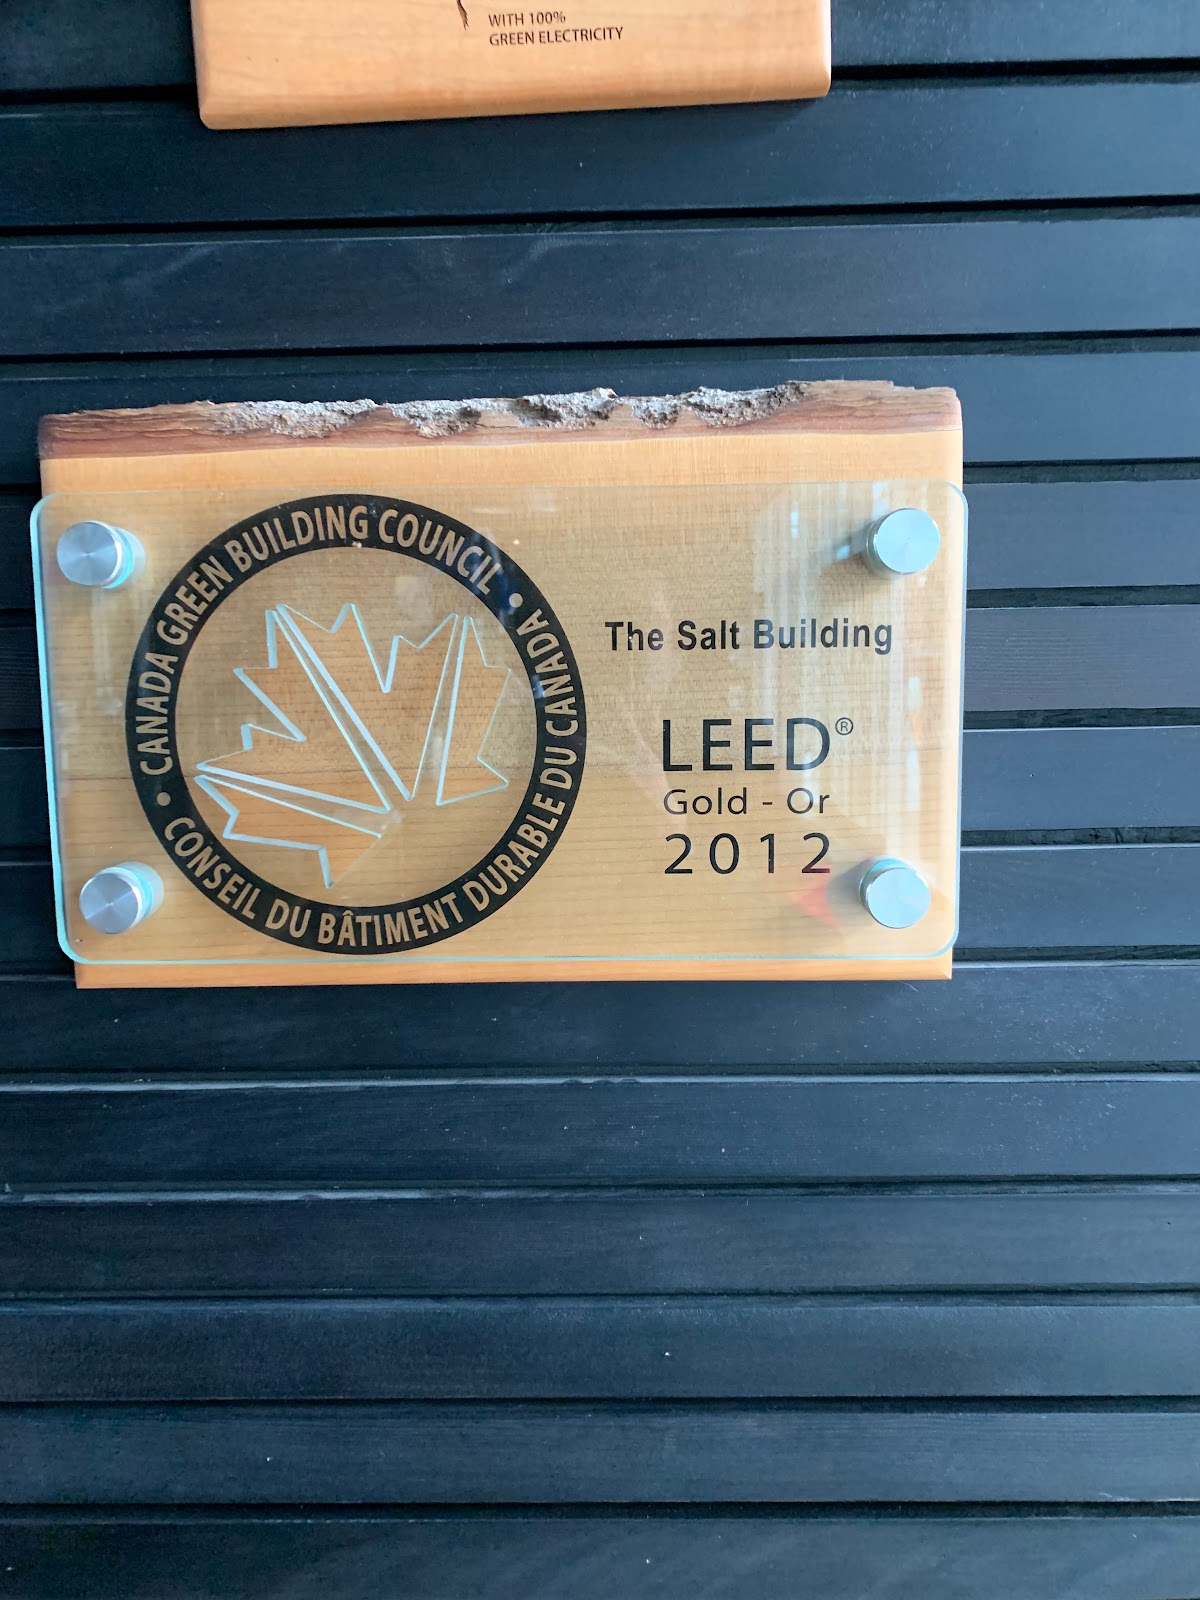 WITH 100%
GREEN ELECTRICITY
• CANADA GREEN BUILDING COUNCIL •
CONSEIL DU BÂTIMENT DURABLE DU CANADA
The Salt Building
LEED®
Gold - Or
2012